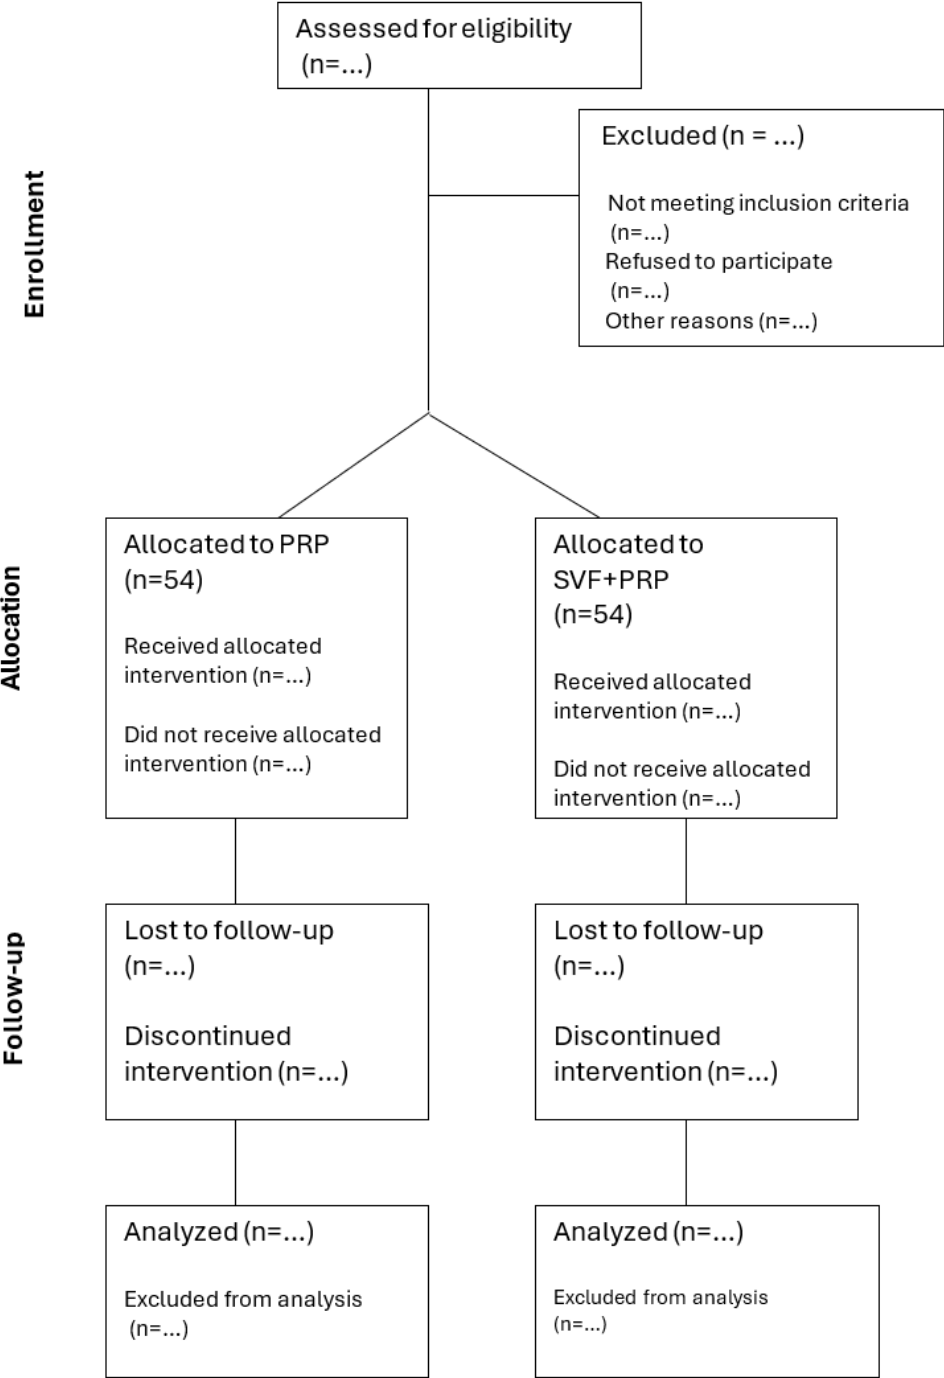 Assessed for eligibility
(n=...)
Enrollment
Excluded (n = ...)
Not meeting inclusion criteria
(n=...)
Refused to participate
(n=...)
Other reasons (n=...)
Allocation
Allocated to PRP
(n=54)
Received allocated
intervention (n=...)
Did not receive allocated
intervention (n=...)
Allocated to
SVF+PRP
(n=54)
Received allocated
intervention (n=...)
Did not receive allocated
intervention (n=...)
Follow-up
Lost to follow-up
(n=...)
Discontinued
intervention (n=...)
Lost to follow-up
(n=...)
Discontinued
intervention (n=...)
Analyzed (n=...)
Excluded from analysis
(n=...)
Analyzed (n=...)
Excluded from analysis
(n=...)